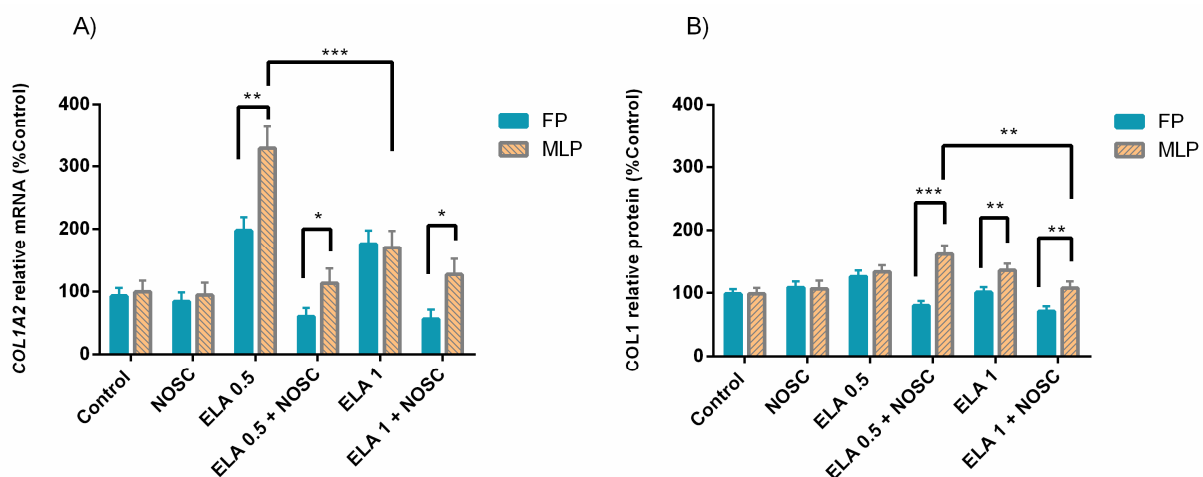 A)
COL1A2 relative mRNA (%Control)
400
300
200
100
0
***
**
*
*
FP
MLP
Control
NOSC
ELA 0.5
ELA 0.5 + NOSC
ELA 1
ELA 1 + NOSC
B)
COL1 relative protein (%Control)
400
300
200
100
0
**
***
**
**
FP
MLP
Control
NOSC
ELA 0.5
ELA 0.5 + NOSC
ELA 1
ELA 1 + NOSC